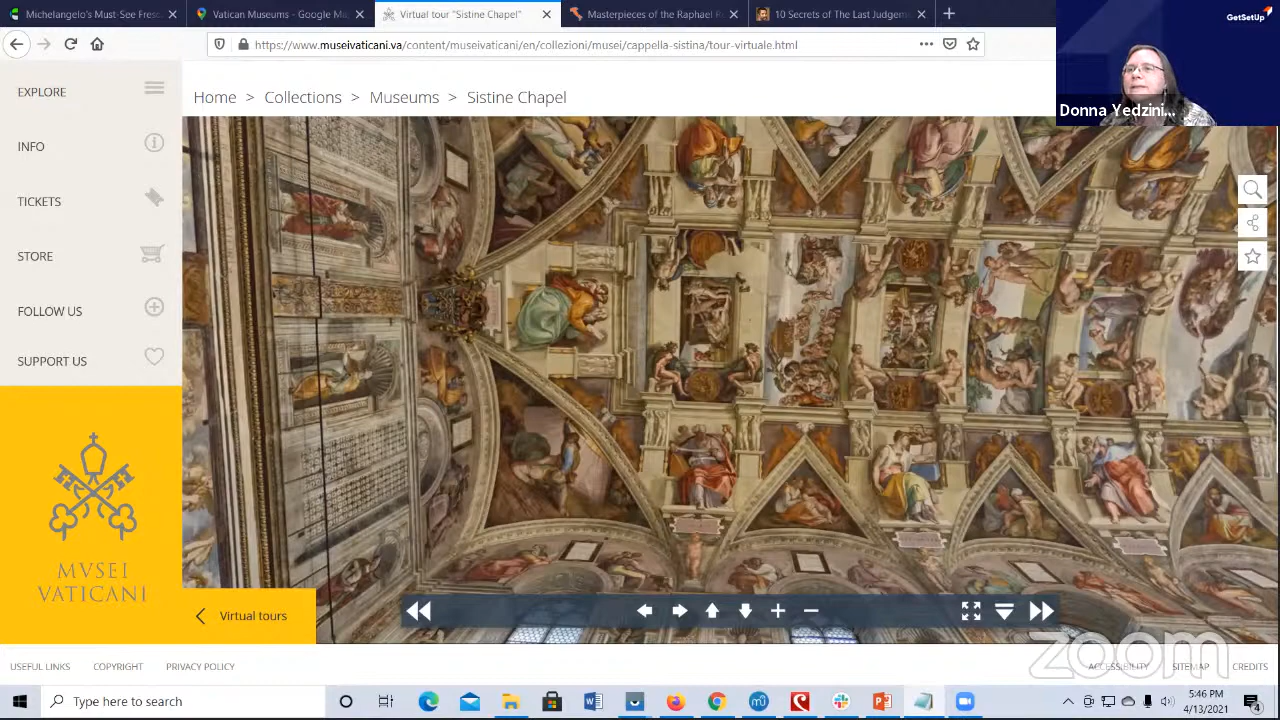 Michelangelo's Must-See Fresc
Vatican Museums - Google Ma
Virtual tour "Sistine Chapel"
Masterpieces of the Raphael R
10 Secrets of The Last Judgem
GetSetUp
https://www.museivaticani.va/content/museivaticani/en/collezioni/musei/cappella-sistina/tour-virtuale.html
Donna Yedzini...
EXPLORE
Home > Collections > Museums > Sistine Chapel
INFO
TICKETS
STORE
FOLLOW US
SUPPORT US
MVSEI
VATICANI
Virtual tours
zoom
USEFUL LINKS COPYRIGHT PRIVACY POLICY ACCESSIBILITY SITEMAP CREDITS
Type here to search
5:46 PM
4/13/2021
4